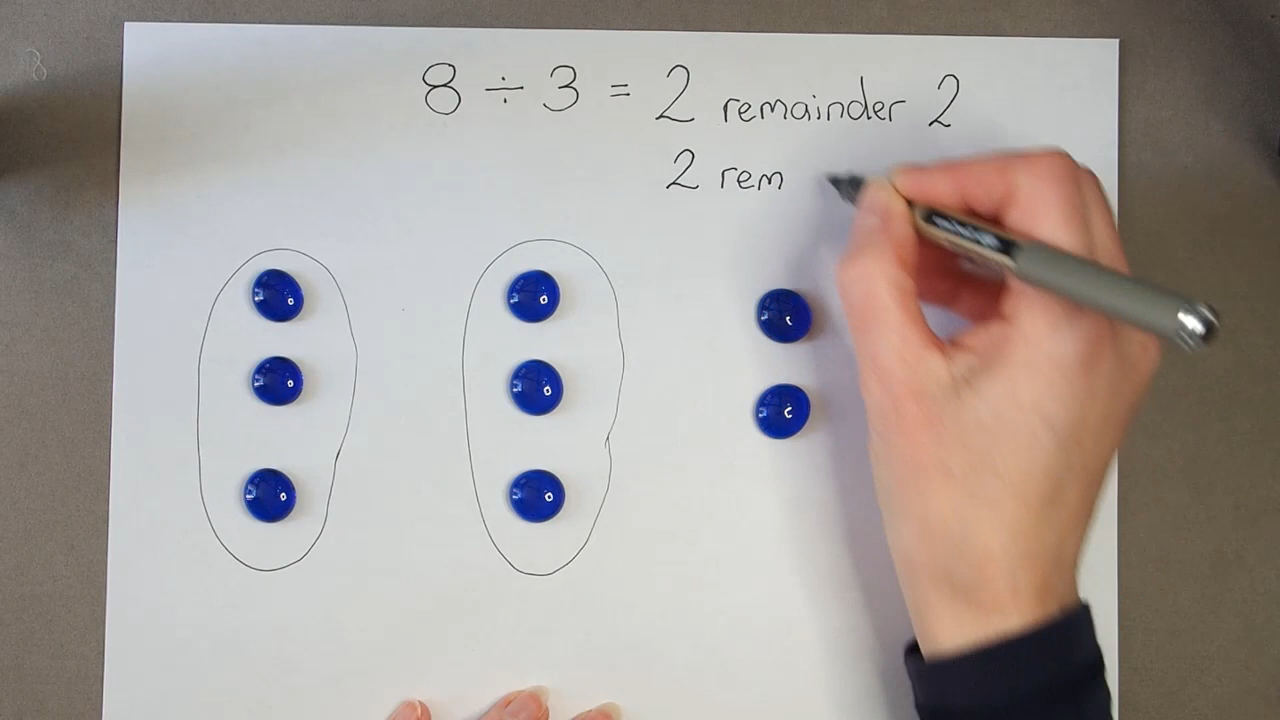 8 ÷ 3 = 2 remainder 2
2 rem